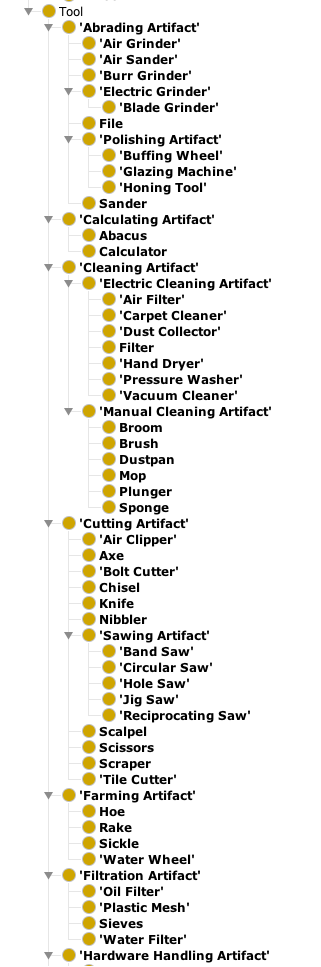 Tool
'Abrading Artifact'
'Air Grinder'
'Air Sander'
'Burr Grinder'
'Electric Grinder'
'Blade Grinder'
File
'Polishing Artifact'
'Buffing Wheel'
'Glazing Machine'
'Honing Tool'
Sander
'Calculating Artifact'
Abacus
Calculator
'Cleaning Artifact'
'Electric Cleaning Artifact'
'Air Filter'
'Carpet Cleaner'
'Dust Collector'
Filter
'Hand Dryer'
'Pressure Washer'
'Vacuum Cleaner'
'Manual Cleaning Artifact'
Broom
Brush
Dustpan
Mop
Plunger
Sponge
'Cutting Artifact'
'Air Clipper'
Axe
'Bolt Cutter'
Chisel
Knife
Nibbler
'Sawing Artifact'
'Band Saw'
'Circular Saw'
'Hole Saw'
'Jig Saw'
'Reciprocating Saw'
Scalpel
Scissors
Scraper
'Tile Cutter'
'Farming Artifact'
Hoe
Rake
Sickle
'Water Wheel'
'Filtration Artifact'
'Oil Filter'
'Plastic Mesh'
Sieves
'Water Filter'
'Hardware Handling Artifact'